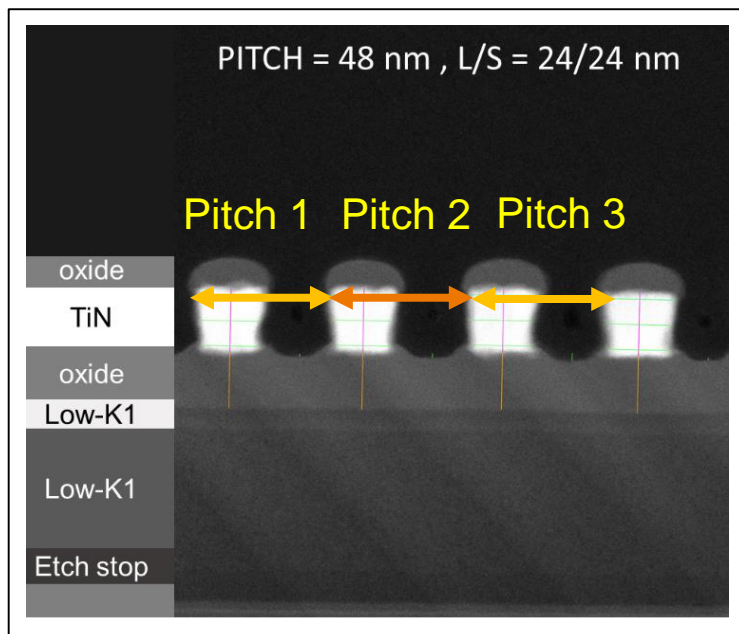 PITCH = 48 nm , L/S = 24/24 nm
Pitch 1 Pitch 2 Pitch 3
oxide
TiN
oxide
Low-K1
Low-K1
Etch stop